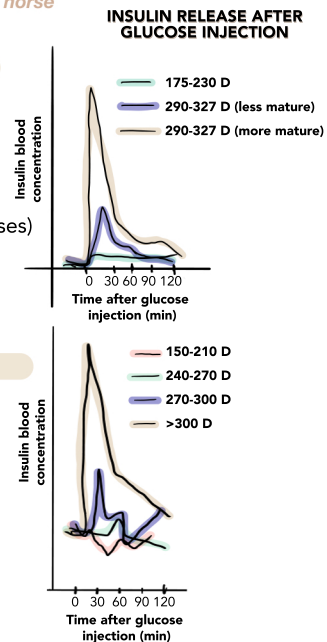 horse
INSULIN RELEASE AFTER
GLUCOSE INJECTION
175-230 D
290-327 D (less mature)
290-327 D (more mature)
Insulin blood
concentration
ses)
0 30 60 90 120
Time after glucose
injection (min)
150-210 D
240-270 D
270-300 D
>300 D
Insulin blood
concentration
0 30 60 90 120
Time after glucose
injection (min)